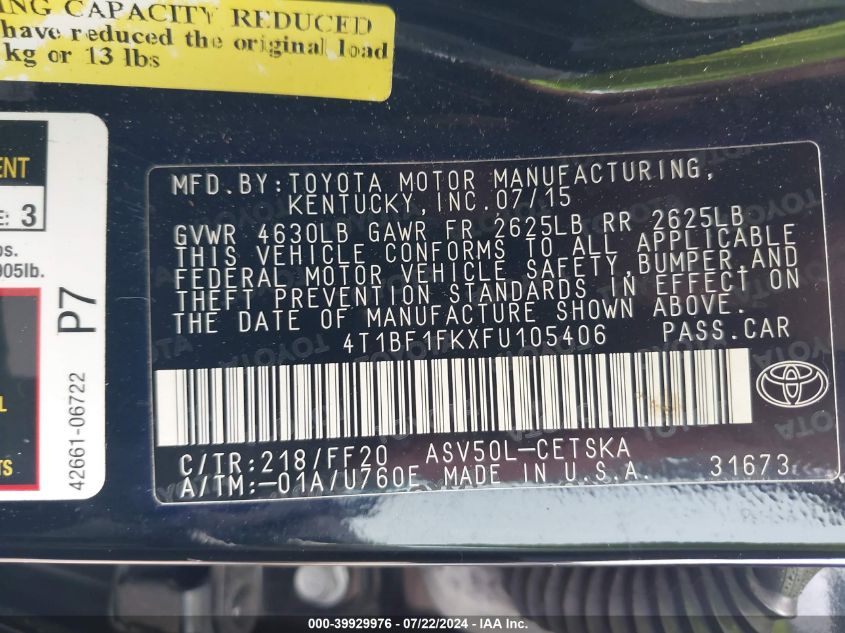 ING CAPACITY REDUCED
have reduced the original load
kg or 13 lbs
ENT
E: 3
bs.
905lb.
L
TS
42661-06722 P7
MFD.BY:TOYOTA MOTOR MANUFACTURING,
KENTUCKY,INC.07/15
GVWR 4630LB GAWR FR 2625LB RR 2625LB
THIS VEHICLE CONFORMS TO ALL APPLICABLE
FEDERAL MOTOR VEHICLE SAFETY,BUMPER,AND
THEFT PREVENTION STANDARDS IN EFFECT ON
THE DATE OF MANUFACTURE SHOWN ABOVE.
4T1BF1FKXFU105406 PASS.CAR
C/TR:218/FF20 ASV50L-CETSKA
A/TM:-01A/U760E MADE IN U.S.A. 31673
000-39929976 / 07/22/2024 - IAA Inc.